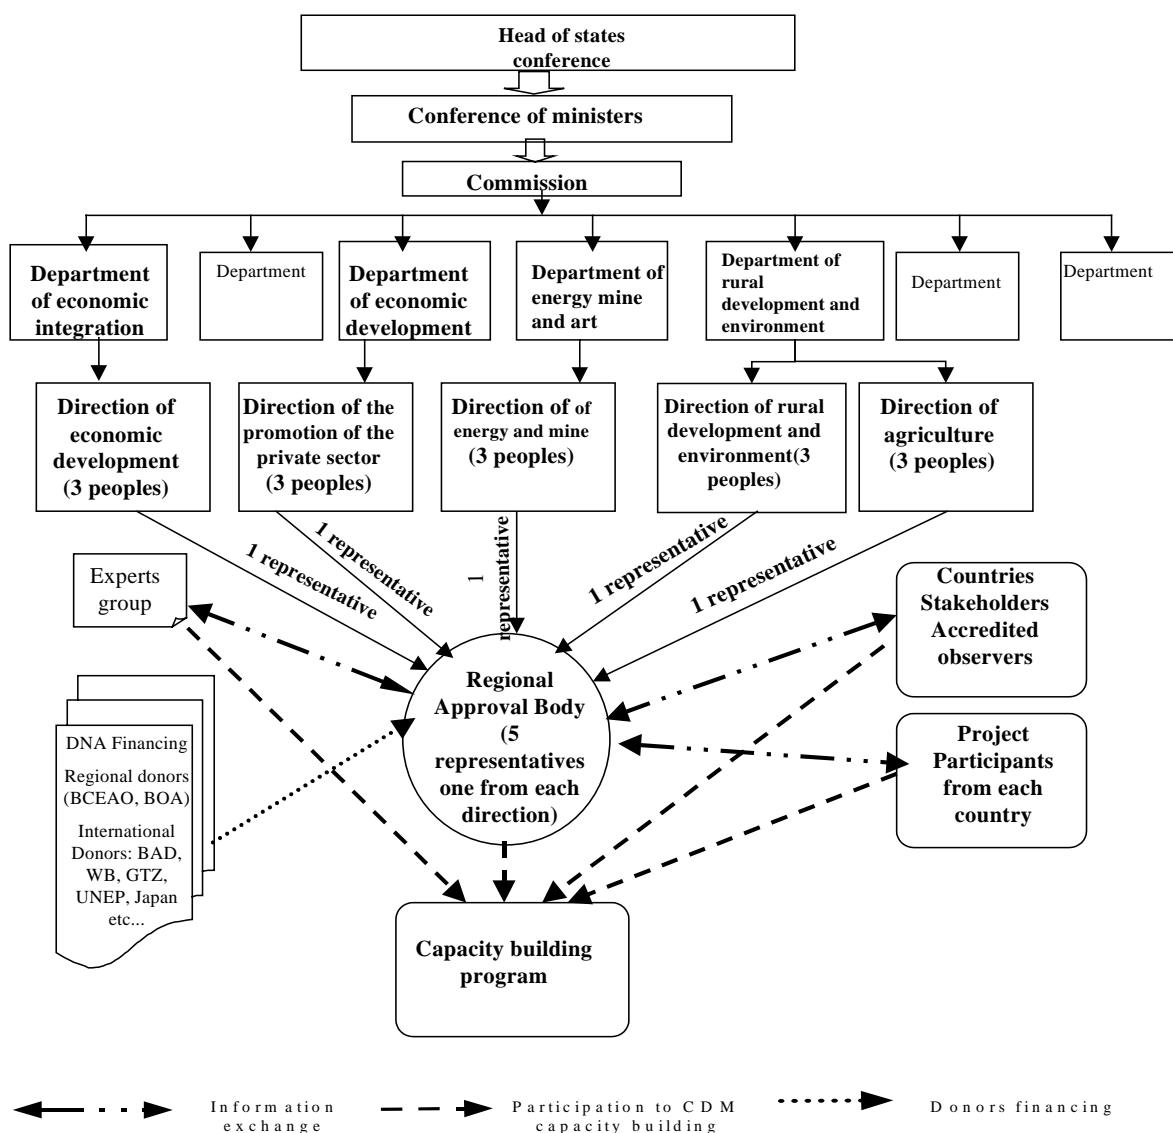 Head of states
conference
Conference of ministers
Commission
Department
of economic
integration
Department
Department
of economic
development
Department of
energy mine
and art
Department of
rural
development and
environment
Department
Department
Direction of
economic
development
(3 peoples)
Direction of the
promotion of the
private sector
(3 peoples)
Direction of of
energy and mine
(3 peoples)
Direction of rural
development and
environment(3
peoples)
Direction of
agriculture
(3 peoples)
1 representative
1 representative
1
representative
1 representative
1 representative
Experts
group
Countries
Stakeholders
Accredited
observers
Regional
Approval Body
(5
representatives
one from each
direction)
DNA Financing
Regional donors
(BCEAO, BOA)
International
Donors: BAD,
WB, GTZ,
UNEP, Japan
etc...
Project
Participants
from each
country
Capacity building
program
Information
exchange
Participation to CDM
capacity building
Donors financing